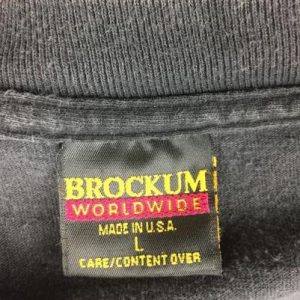 BROCKUM
WORLDWIDE
MADE IN U.S.A.
L
CARE/CONTENT OVER